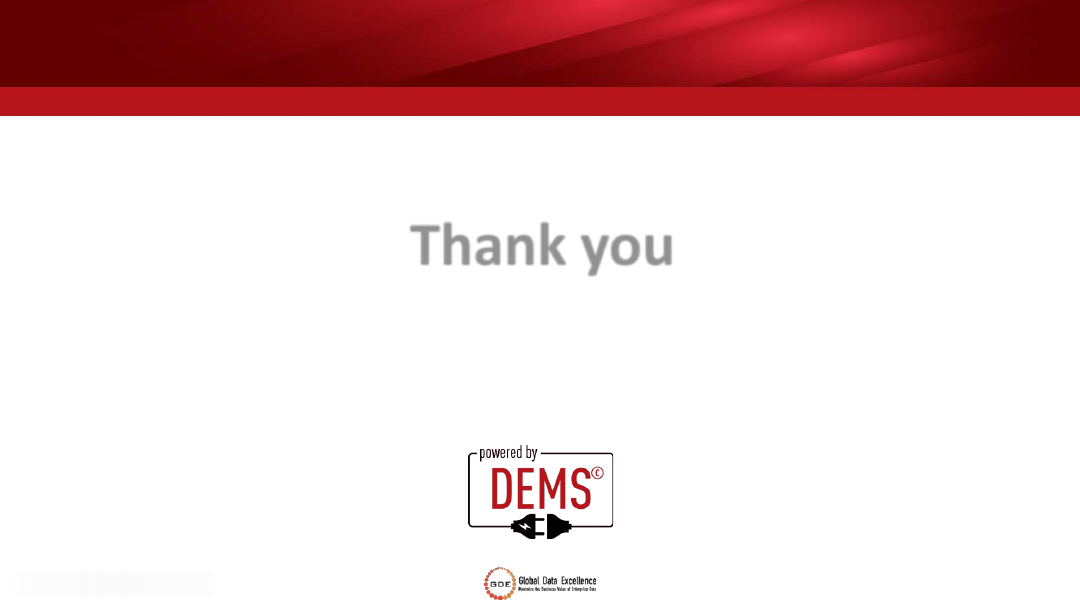 Thank you
powered by
DEMS©
GDE
Global Data Excellence
Maximize the Business Value of Enterprise Data